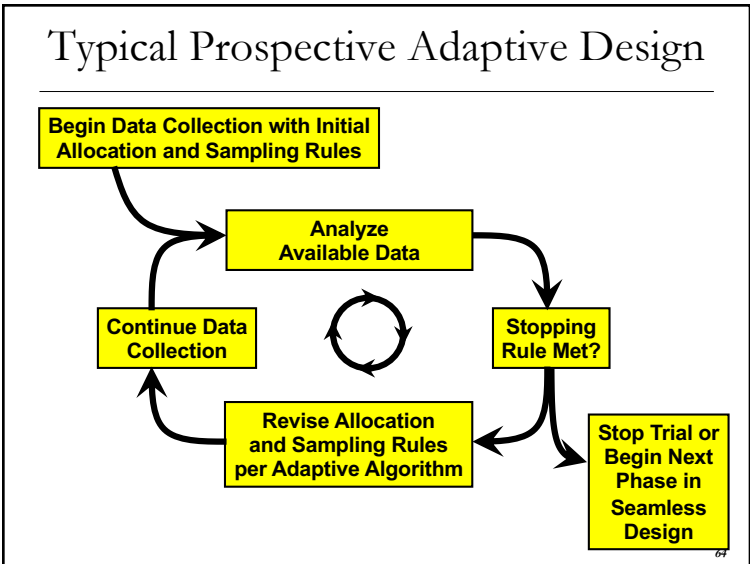 Typical Prospective Adaptive Design
Begin Data Collection with Initial
Allocation and Sampling Rules
Analyze
Available Data
Continue Data
Collection
Stopping
Rule Met?
Revise Allocation
and Sampling Rules
per Adaptive Algorithm
Stop Trial or
Begin Next
Phase in
Seamless
Design
64